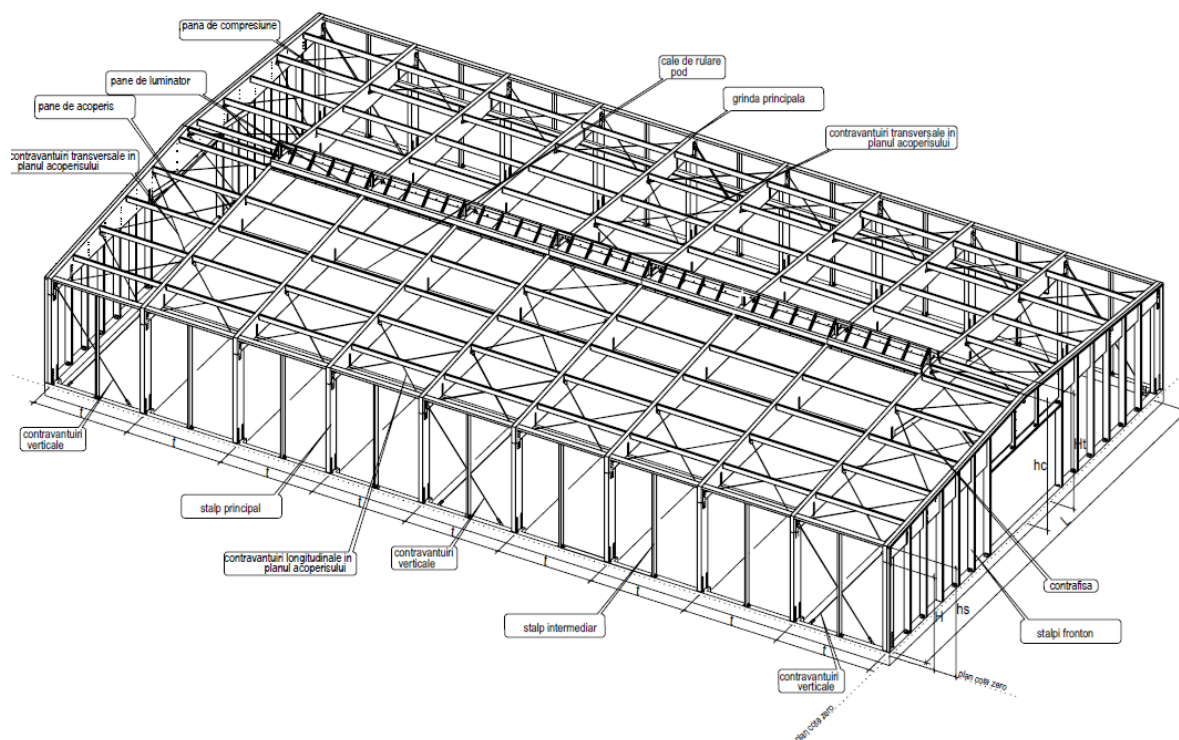 pana de compresiune
pane de luminator
pane de acoperis
contravantuiri transversale in
planul acoperisului
cale de rulare
pod
grinda principala
contravantuiri transversale in
planul acoperisului
contravantuiri
verticale
stalp principal
contravantuiri longitudinale in
planul acoperisului
contravantuiri
verticale
stalp intermediar
contravantuiri
verticale
contrafisa
stalpi fronton
hc
Ht
H
hs
t
t
t
t
t
t
t
t
t
L
plan cota zero
plan cota zero